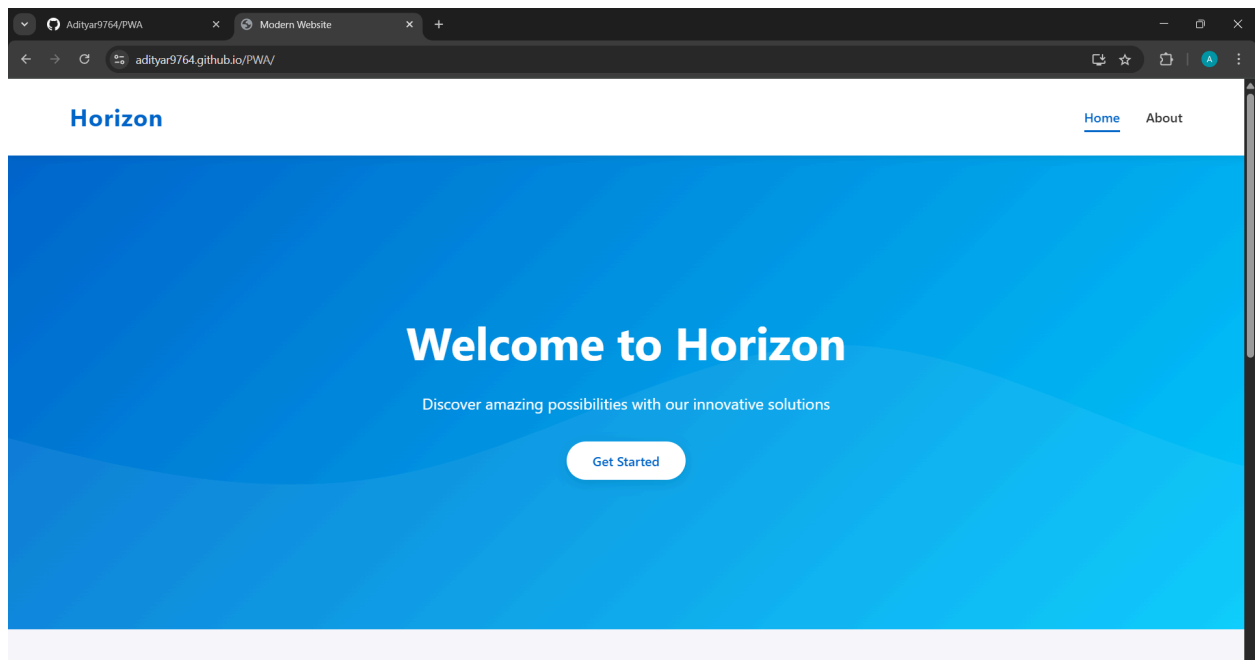 Adityar9764/PWA
Modern Website
adityar9764.github.io/PWA/
A
Horizon
Home
About
Welcome to Horizon
Discover amazing possibilities with our innovative solutions
Get Started